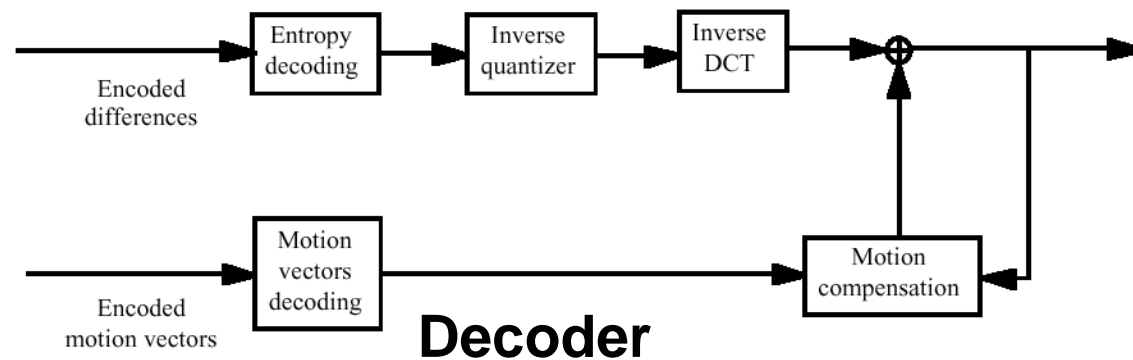 Entropy
decoding
Inverse
quantizer
Inverse
DCT
Encoded
differences
Motion
vectors
decoding
Motion
compensation
Encoded
motion vectors
Decoder